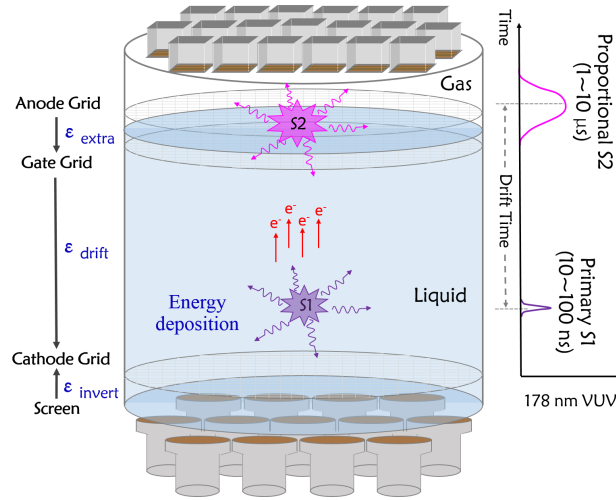 Anode Grid
ε extra
Gate Grid
ε drift
Cathode Grid
ε invert
Screen
Gas
S2
e- e- e- e-
S1
Energy
deposition
Liquid
Time
Drift Time
Proportional S2
(1~10 μs)
Primary S1
(10~100 ns)
178 nm VUV